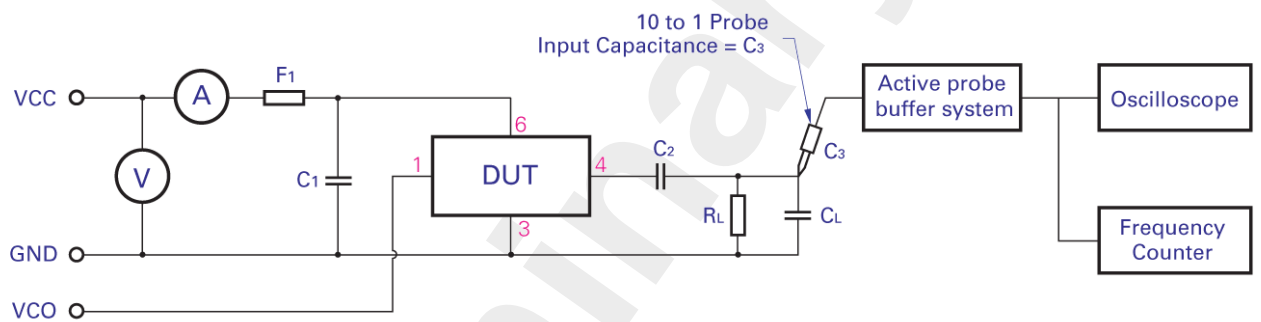 10 to 1 Probe
Input Capacitance = C3
VCC
A
F1
Active probe
buffer system
Oscilloscope
V
C1
6
1
DUT
4
C2
C3
3
RL
CL
Frequency
Counter
GND
VCO